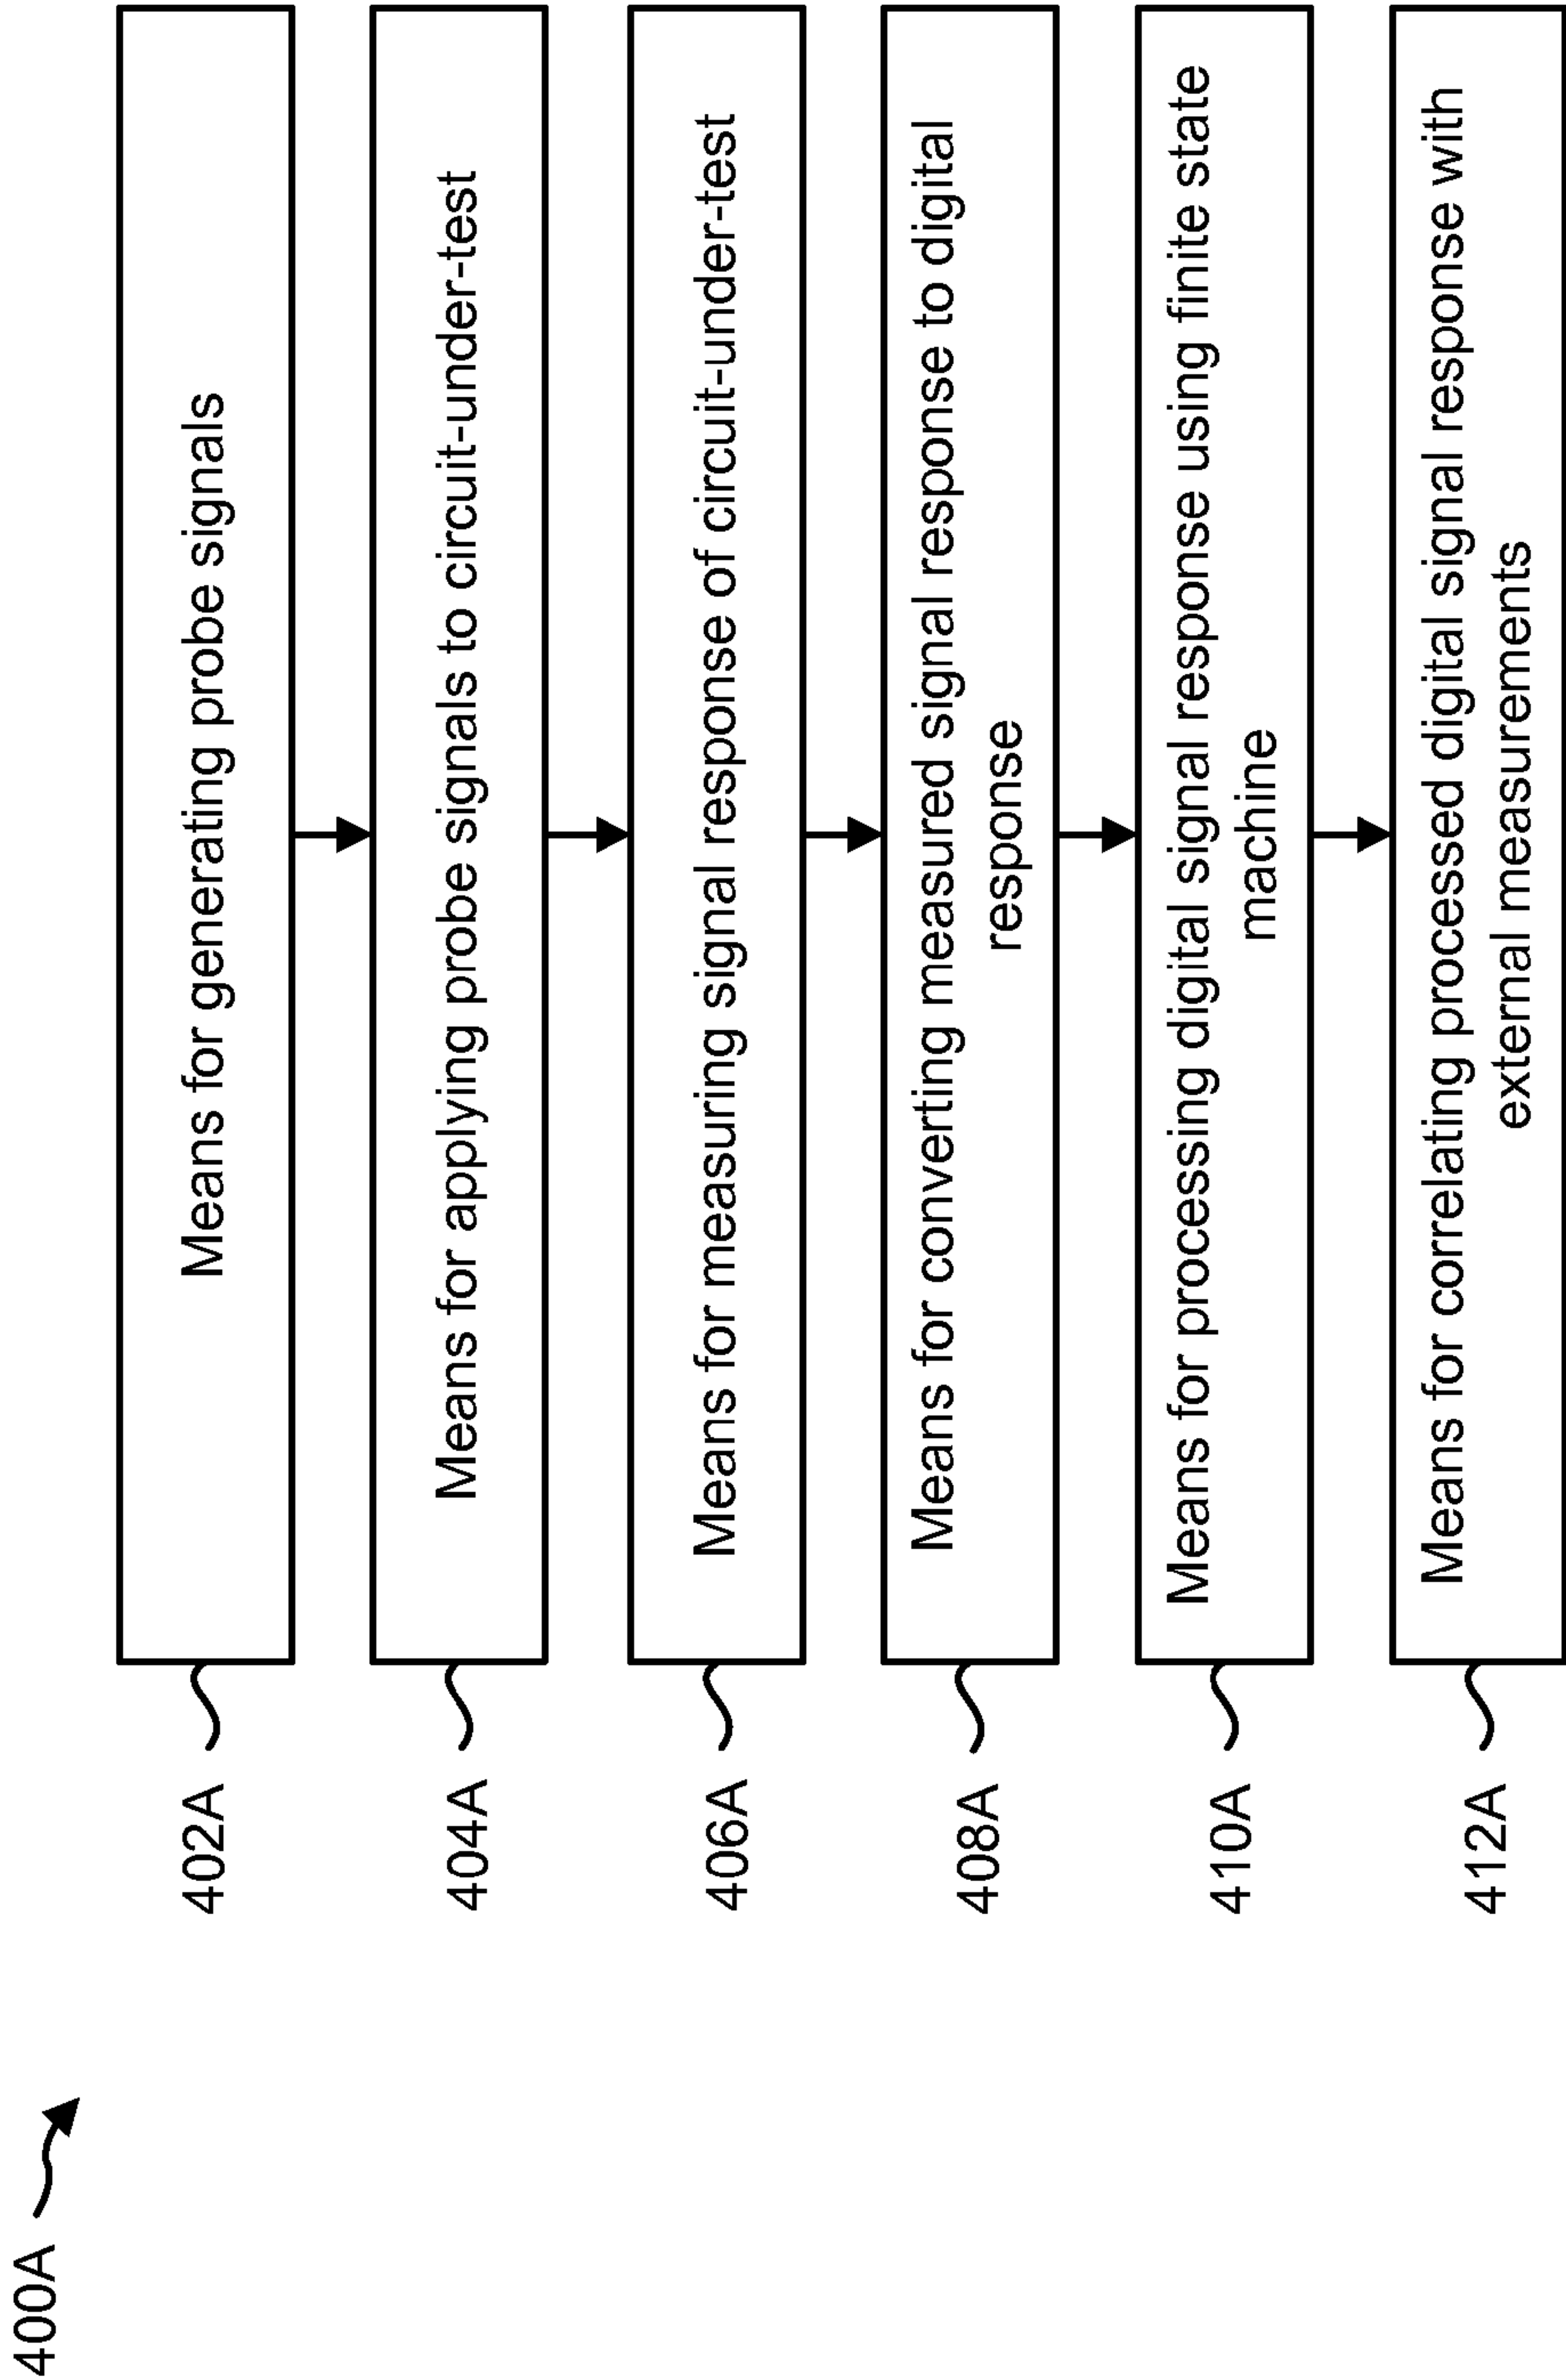 400A
402A
Means for generating probe signals
404A
Means for applying probe signals to circuit-under-test
406A
Means for measuring signal response of circuit-under-test
408A
Means for converting measured signal response to digital
response
410A
Means for processing digital signal response using finite state
machine
412A
Means for correlating processed digital signal response with
external measurements